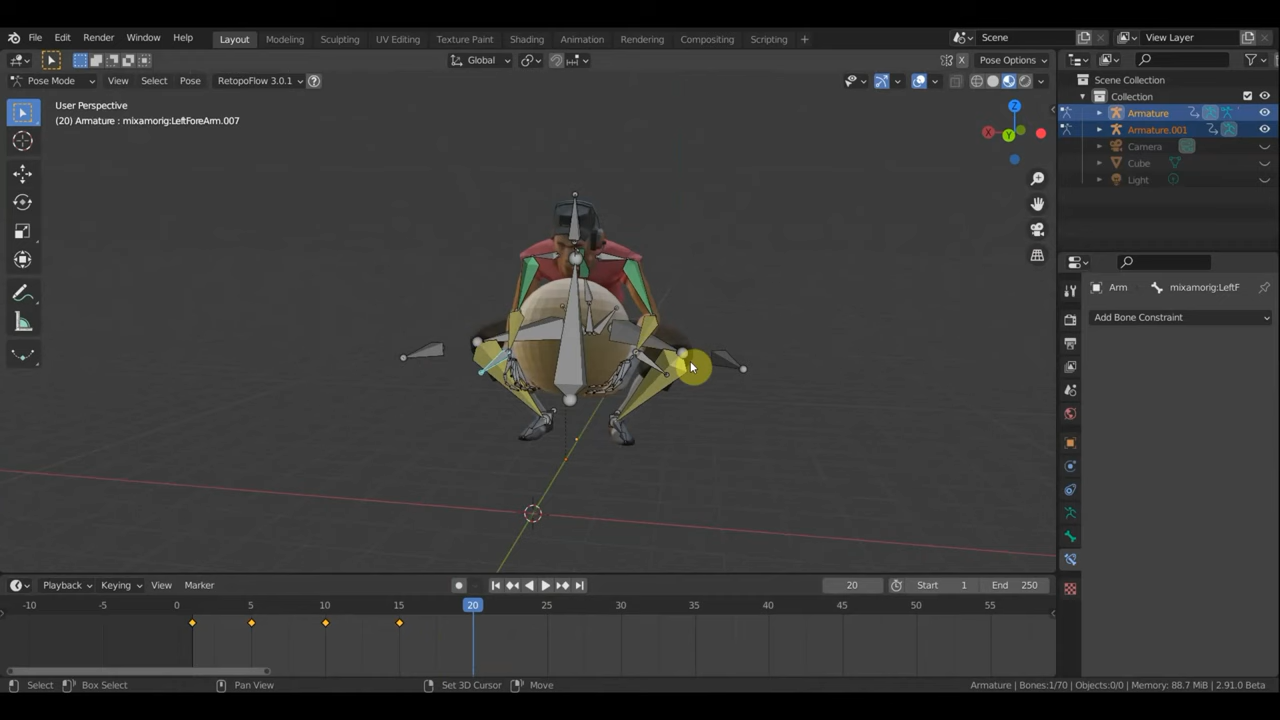 File Edit Render Window Help Layout Modeling Sculpting UV Editing Texture Paint Shading Animation Rendering Compositing Scripting + Scene View Layer
Global Pose Options
Pose Mode View Select Pose RetopoFlow 3.0.1 Scene Collection
Collection
User Perspective
(20) Armature : mixamorig:LeftForeArm.007
Armature
Armature.001
Camera
Cube
Light
X Y Z
Arm mixamorig:LeftF
Add Bone Constraint
Playback Keying View Marker 20 Start 1 End 250
-10 -5 0 5 10 15 20 25 30 35 40 45 50 55
Select Box Select Pan View Set 3D Cursor Move Armature | Bones:1/70 | Objects:0/0 | Memory: 88.7 MiB | 2.91.0 Beta